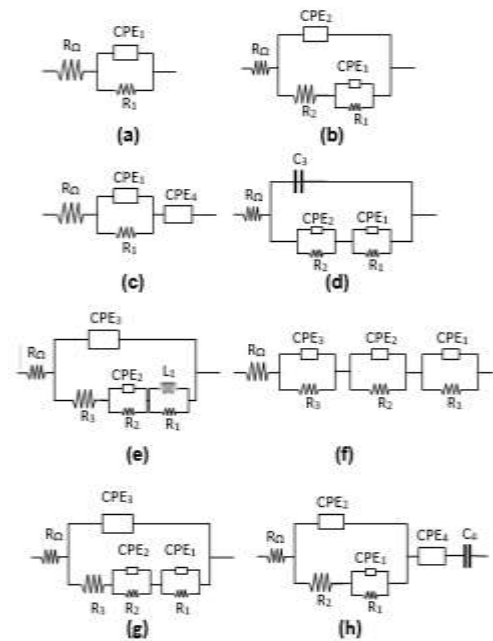 CPE₁
RΩ
R₁
(a)
CPE₂
RΩ
CPE₁
R₂
R₁
(b)
CPE₁
RΩ
CPE₄
R₁
(c)
C₃
RΩ
CPE₂
CPE₁
R₂
R₁
(d)
CPE₃
RΩ
CPE₂
R₃
R₂
R₁
(e)
CPE₃
CPE₂
CPE₁
RΩ
R₃
R₂
R₁
(f)
CPE₃
RΩ
CPE₂
CPE₁
R₃
R₂
R₁
(g)
CPE₂
RΩ
CPE₄
C₄
CPE₁
R₂
R₁
(h)